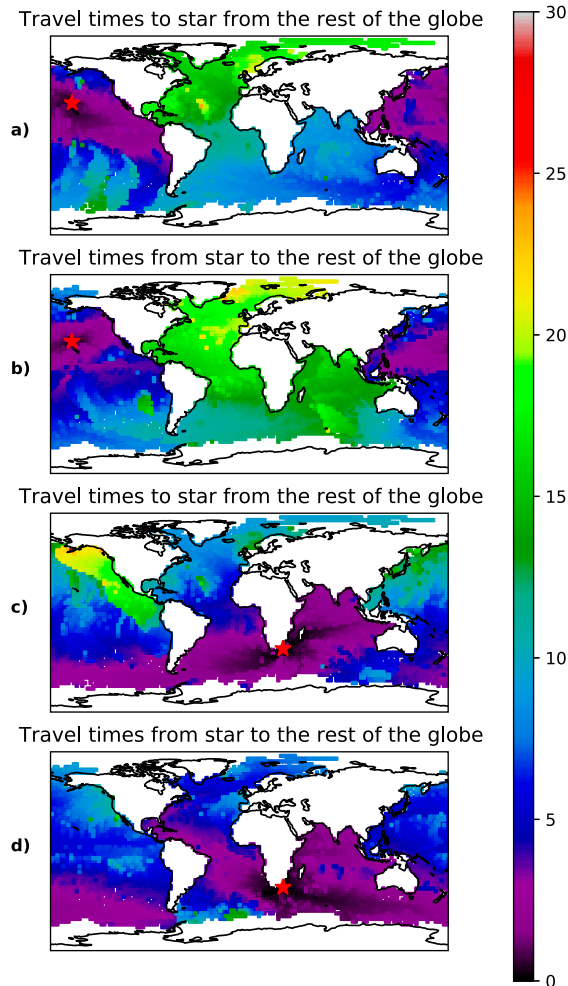 Travel times to star from the rest of the globe
a)
Travel times from star to the rest of the globe
b)
Travel times to star from the rest of the globe
c)
Travel times from star to the rest of the globe
d)
30
25
20
15
10
5
0